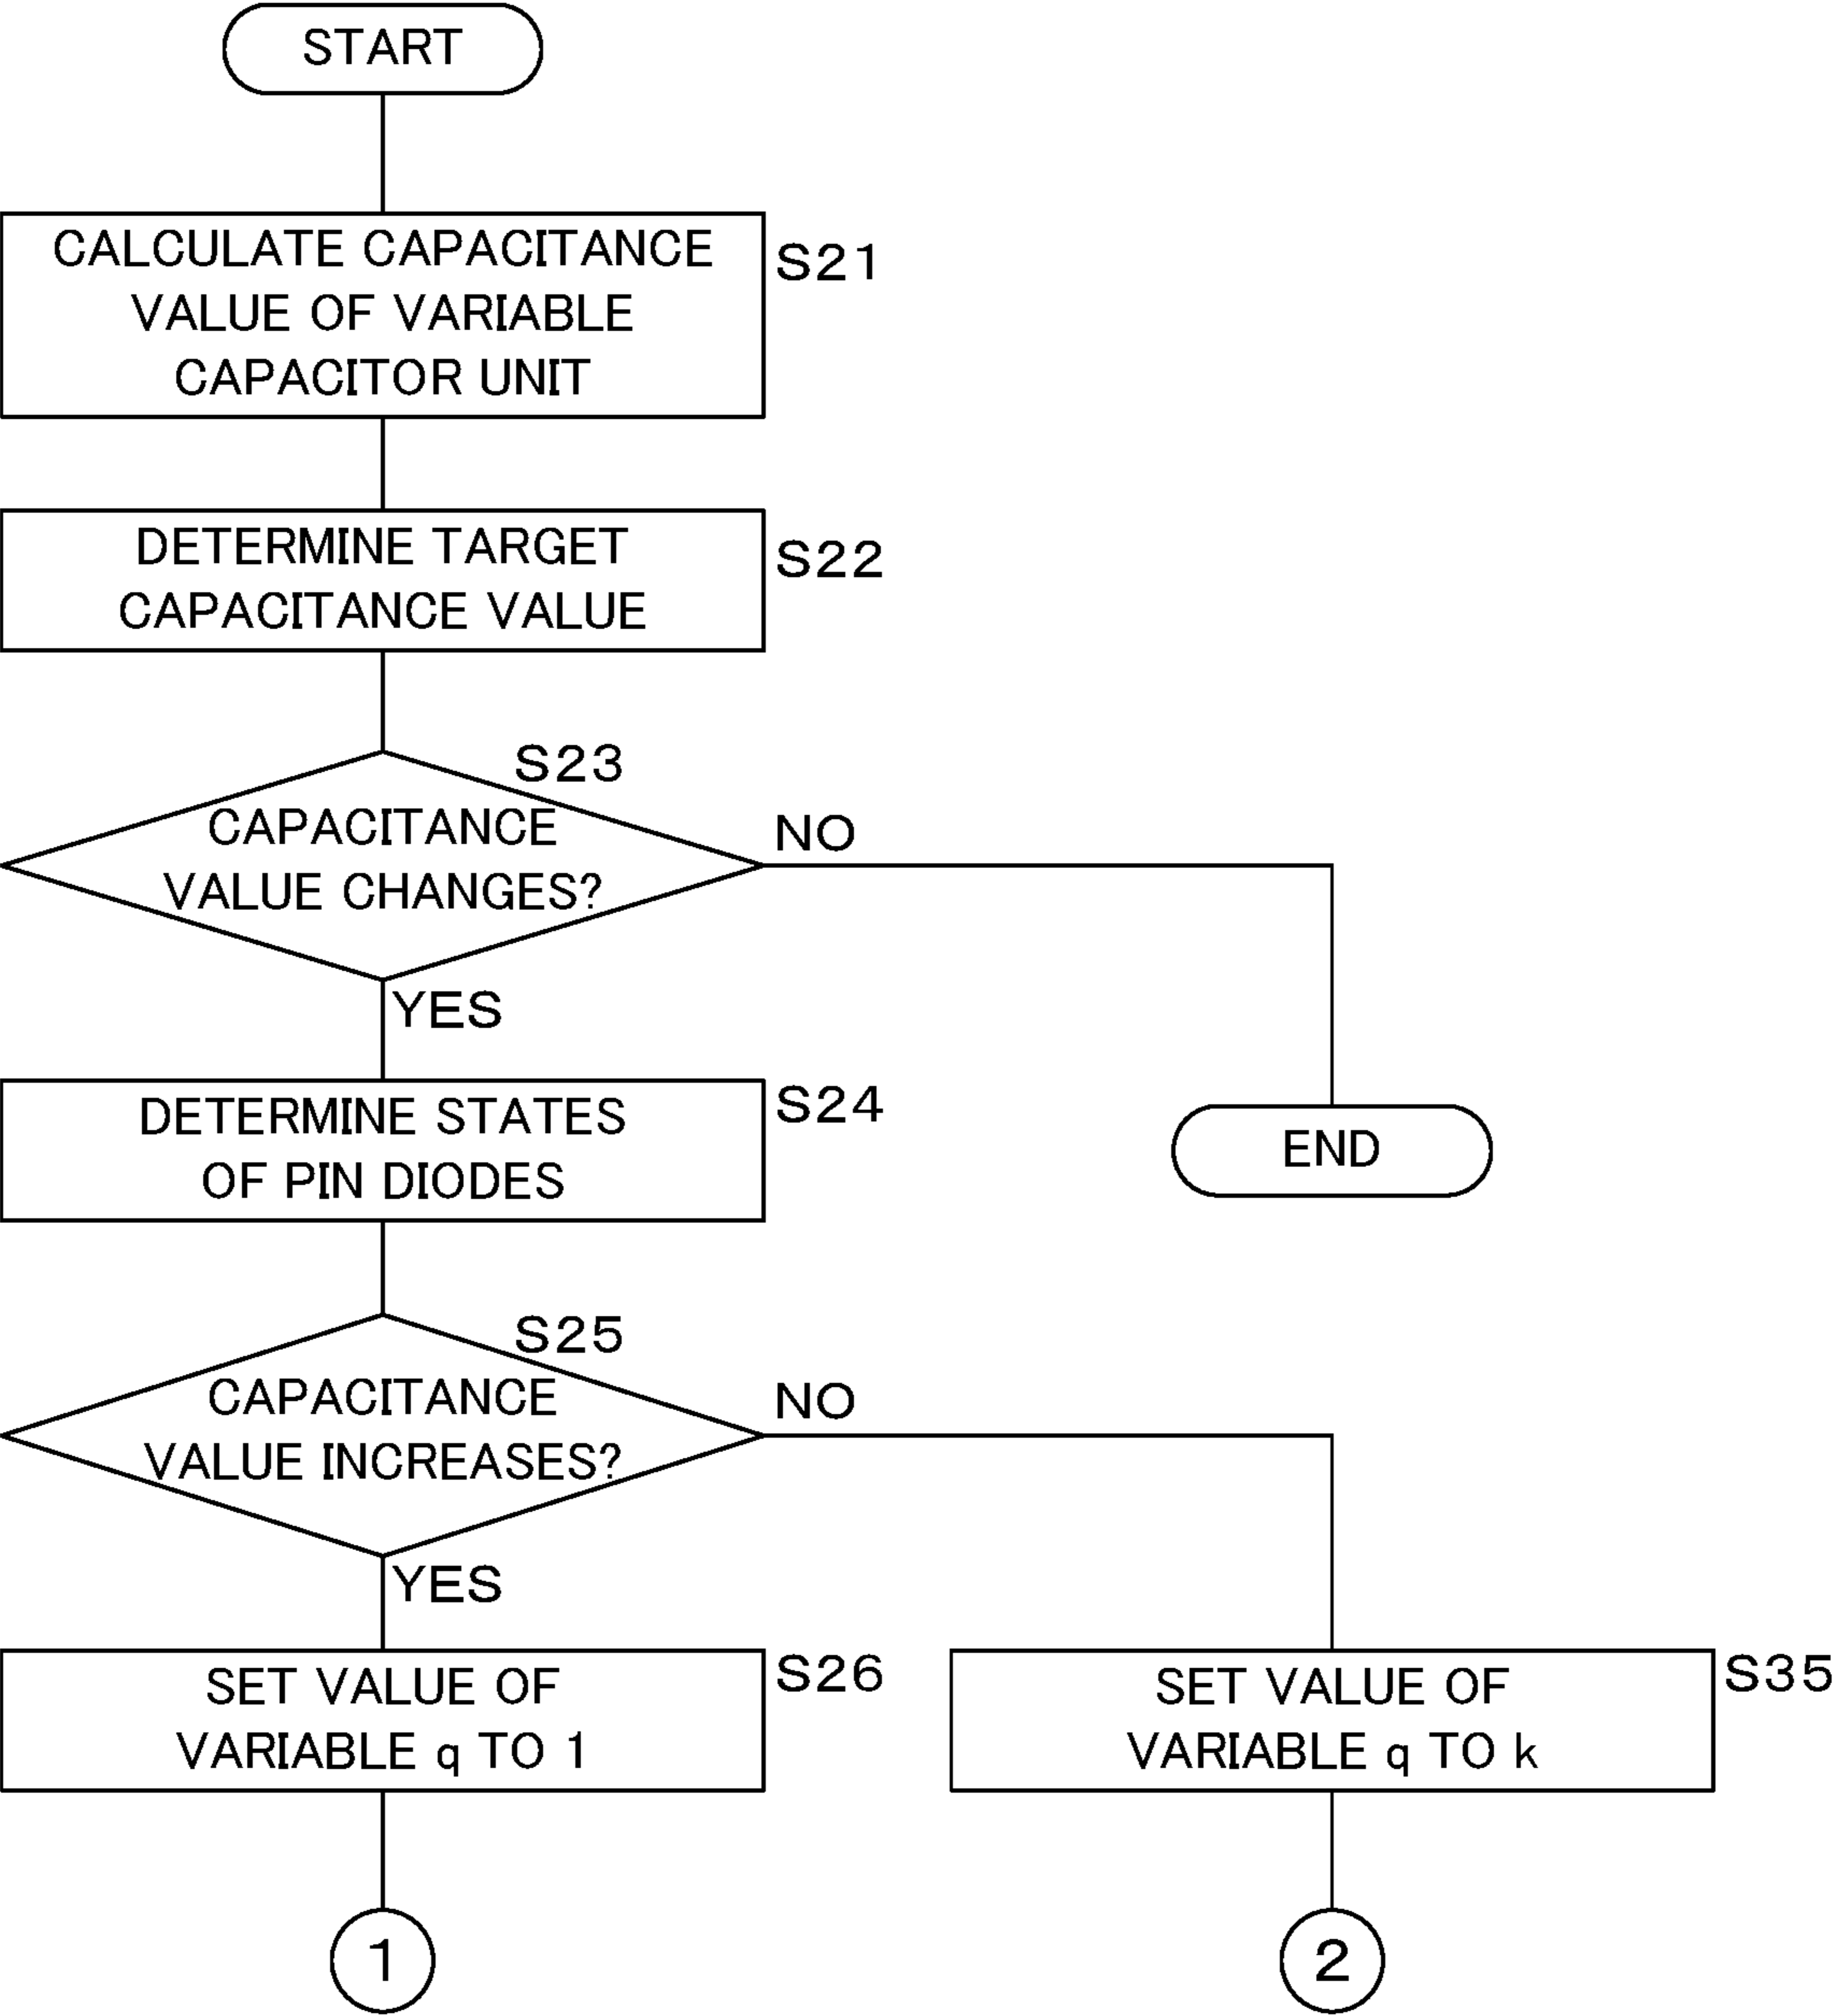 START
CALCULATE CAPACITANCE
VALUE OF VARIABLE
CAPACITOR UNIT
S21
DETERMINE TARGET
CAPACITANCE VALUE
S22
S23
CAPACITANCE
VALUE CHANGES?
NO
YES
DETERMINE STATES
OF PIN DIODES
S24
END
S25
CAPACITANCE
VALUE INCREASES?
NO
YES
SET VALUE OF
VARIABLE q TO 1
S26
SET VALUE OF
VARIABLE q TO k
S35
1
2